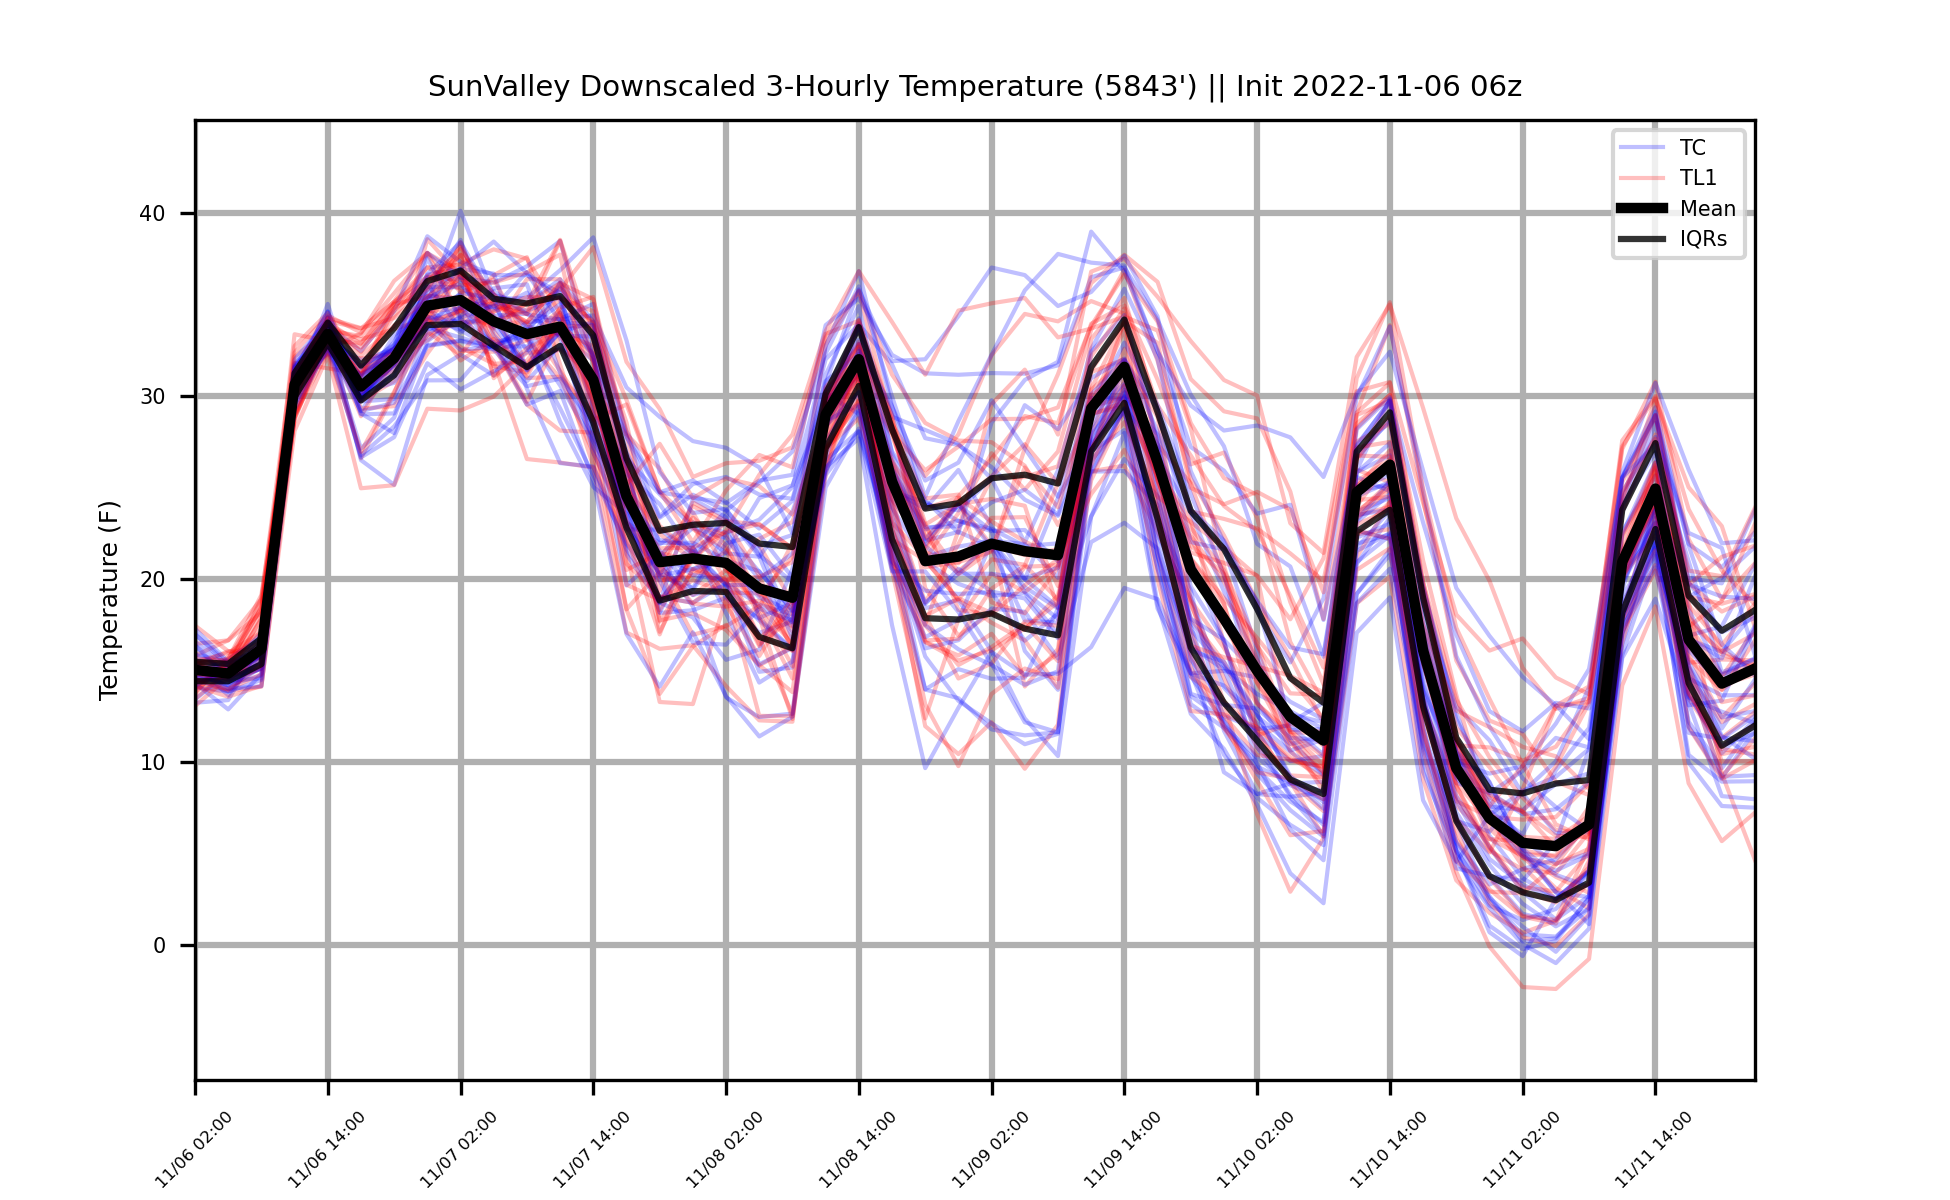 SunValley Downscaled 3-Hourly Temperature (5843') || Init 2022-11-06 06z
TC
TL1
Mean
IQRs
Temperature (F)
40
30
20
10
0
11/06 02:00
11/06 14:00
11/07 02:00
11/07 14:00
11/08 02:00
11/08 14:00
11/09 02:00
11/09 14:00
11/10 02:00
11/10 14:00
11/11 02:00
11/11 14:00